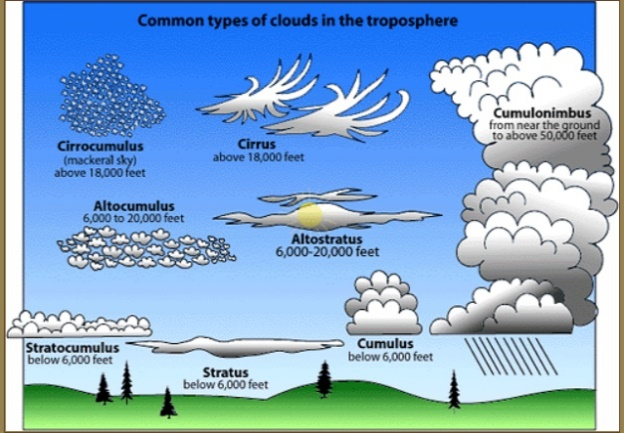 Common types of clouds in the troposphere
Cirrocumulus
(mackeral sky)
above 18,000 feet
Cirrus
above 18,000 feet
Cumulonimbus
from near the ground
to above 50,000 feet
Altocumulus
6,000 to 20,000 feet
Altostratus
6,000-20,000 feet
Stratocumulus
below 6,000 feet
Stratus
below 6,000 feet
Cumulus
below 6,000 feet